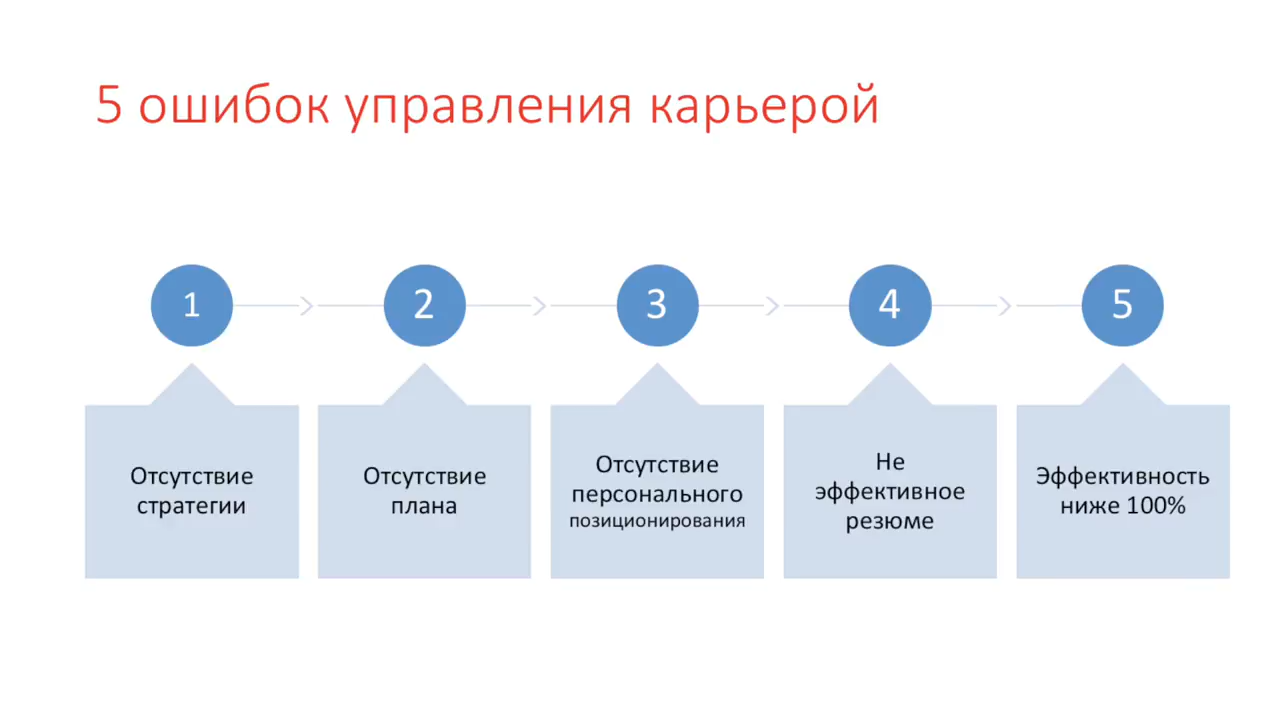 5 ошибок управления карьерой
1
2
3
4
5
Отсутствие
стратегии
Отсутствие
плана
Отсутствие
персонального
позиционирования
Не
эффективное
резюме
Эффективность
ниже 100%